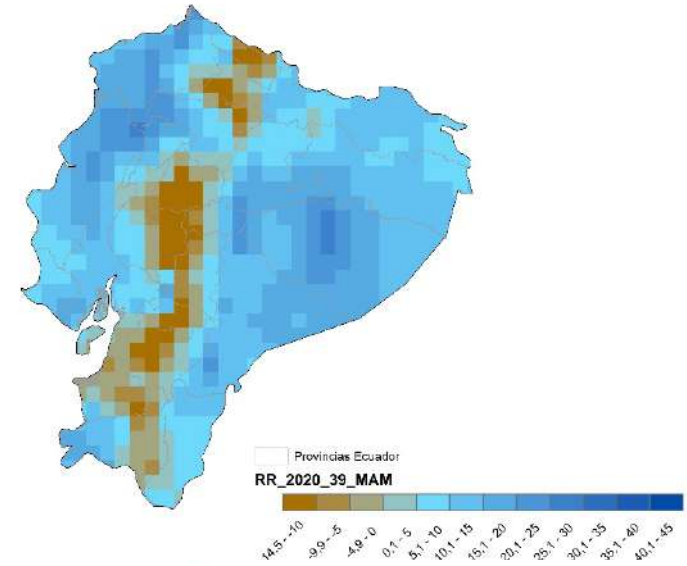 Provincias Ecuador
RR_2020_39_MAM
14,5 - -10
-9,9 - -5
-4,9 - 0
0,1 - 5
5,1 - 10
10,1 - 15
15,1 - 20
20,1 - 25
25,1 - 30
30,1 - 35
35,1 - 40
40,1 - 45